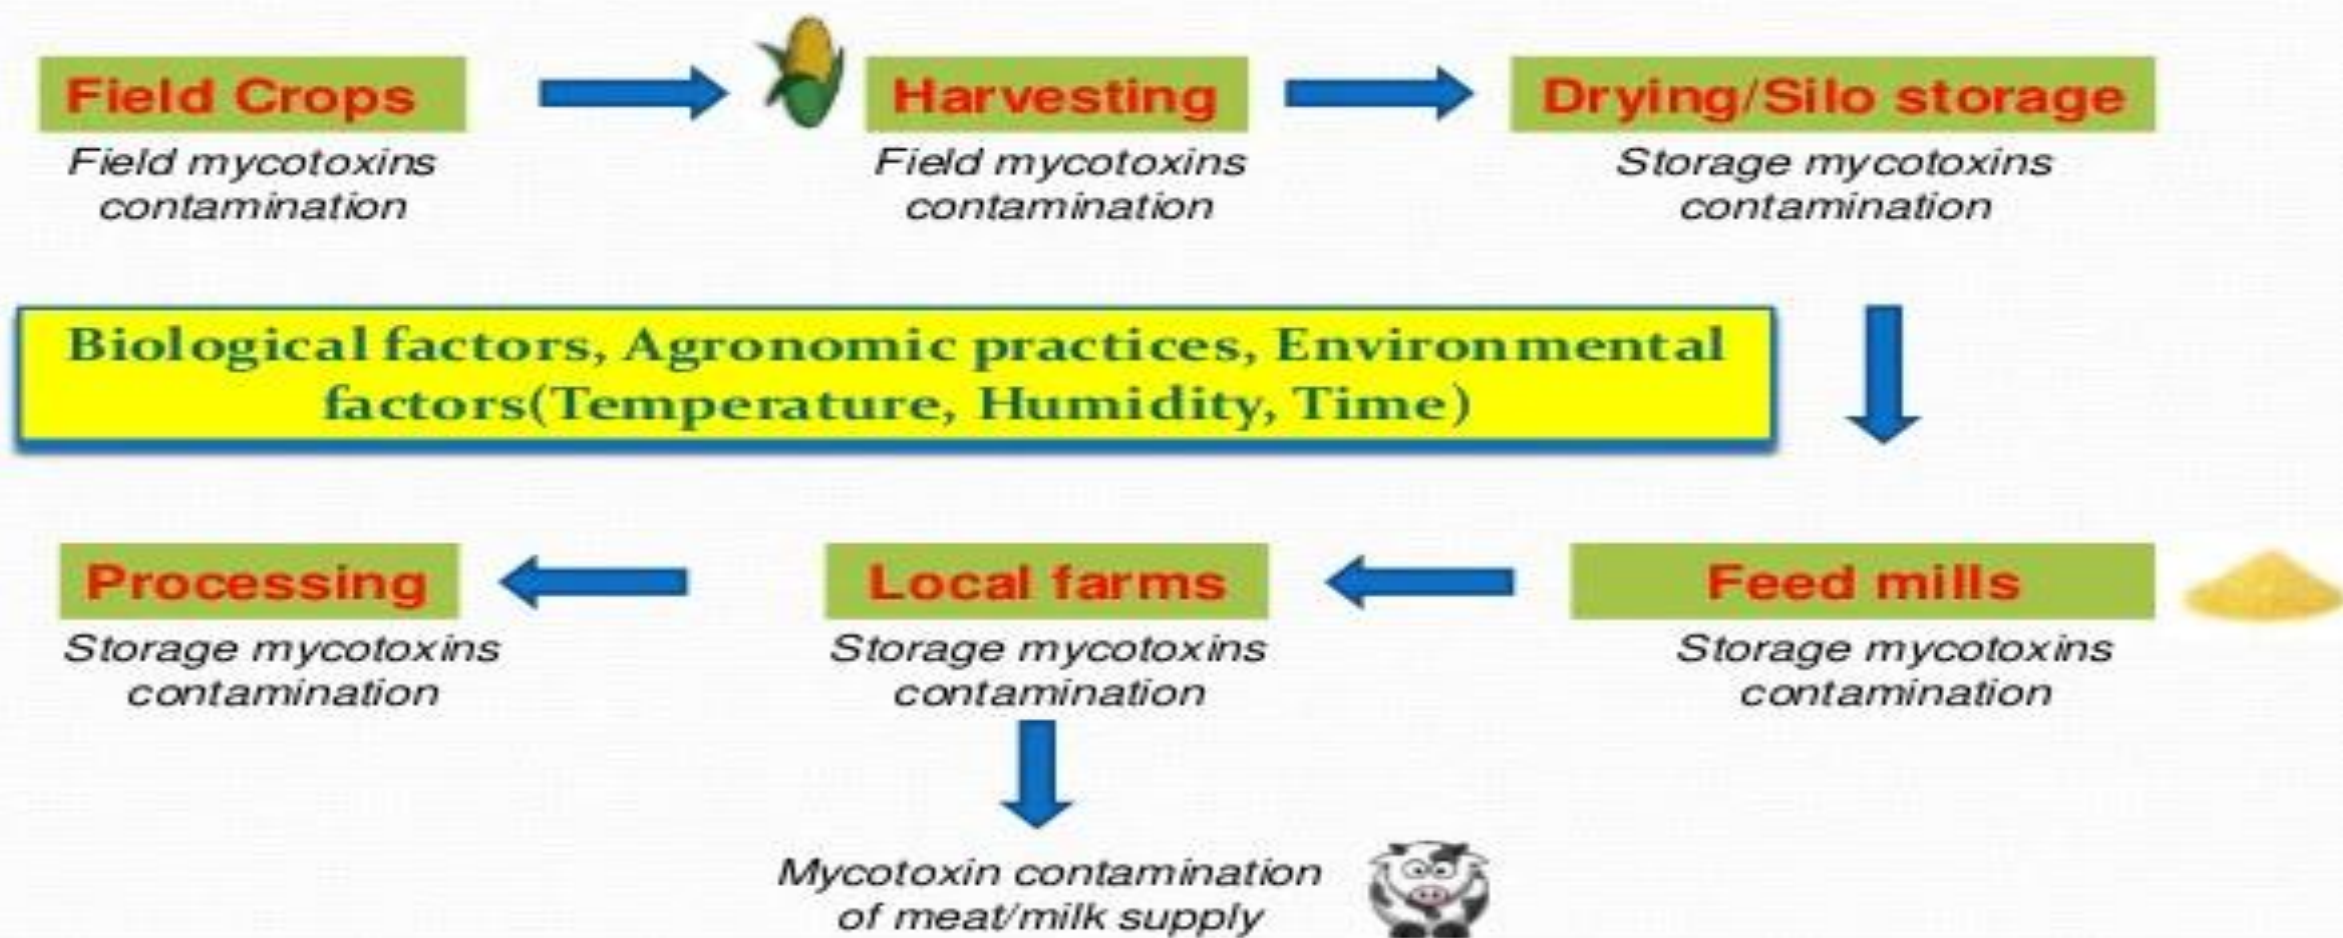 Field Crops
Harvesting
Drying/Silo storage
Field mycotoxins
contamination
Field mycotoxins
contamination
Storage mycotoxins
contamination
Biological factors, Agronomic practices, Environmental
factors(Temperature, Humidity, Time)
Processing
Local farms
Feed mills
Storage mycotoxins
contamination
Storage mycotoxins
contamination
Storage mycotoxins
contamination
Mycotoxin contamination
of meat/milk supply